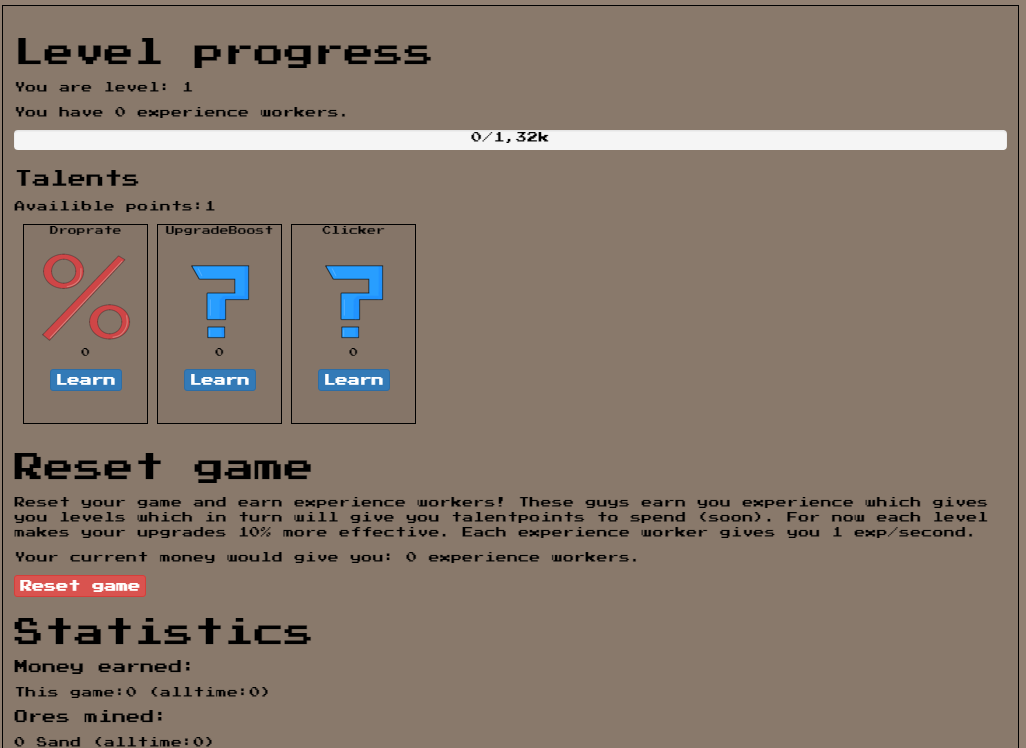 Level progress
You are level: 1
You have 0 experience workers.
0/1,32k
Talents
Availible points:1
Droprate
UpgradeBoost
Clicker
0
0
0
Learn
Learn
Learn
Reset game
Reset your game and earn experience workers! These guys earn you experience which gives
you levels which in turn will give you talentpoints to spend (soon). For now each level
makes your upgrades 10% more effective. Each experience worker gives you 1 exp/second.
Your current money would give you: 0 experience workers.
Reset game
Statistics
Money earned:
This game:0 (alltime:0)
Ores mined:
0 Sand (alltime:0)